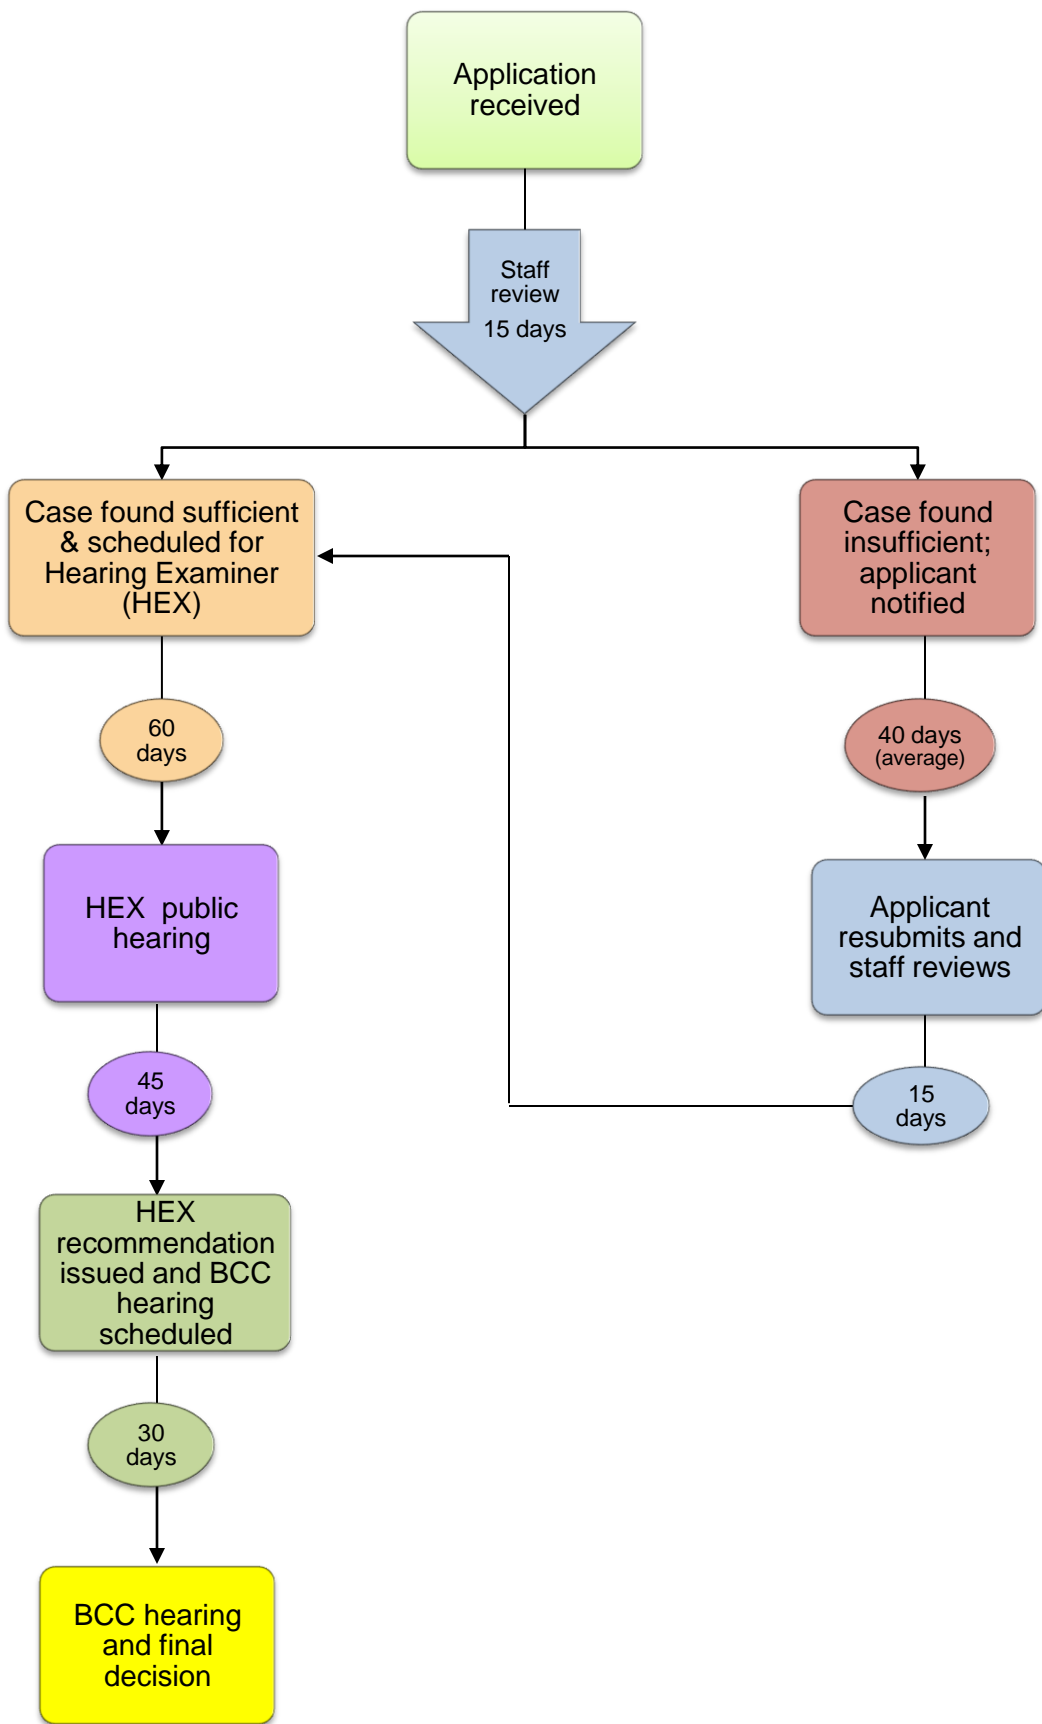 Application
received
Staff
review
15 days
Case found sufficient
& scheduled for
Hearing Examiner
(HEX)
Case found
insufficient;
applicant
notified
60
days
40 days
(average)
HEX  public
hearing
Applicant
resubmits and
staff reviews
45
days
15
days
HEX
recommendation
issued and BCC
hearing
scheduled
30
days
BCC hearing
and final
decision